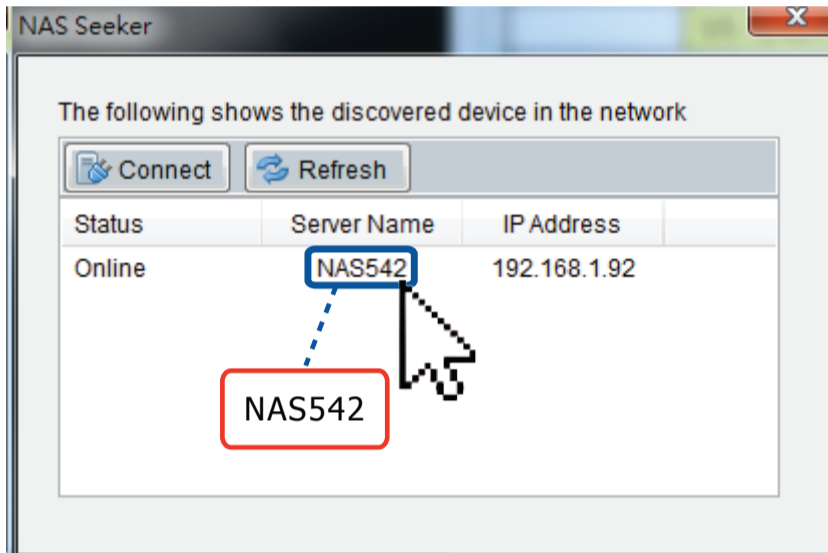 NAS Seeker
X
The following shows the discovered device in the network
Connect Refresh
Status Server Name IP Address
Online NAS542 192.168.1.92
NAS542